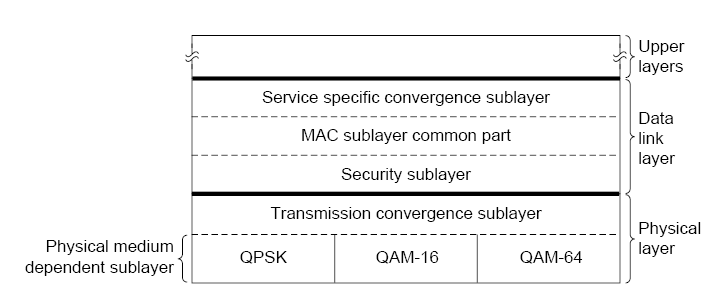 Upper
layers
Service specific convergence sublayer
MAC sublayer common part
Security sublayer
Data
link
layer
Transmission convergence sublayer
Physical
layer
Physical medium
dependent sublayer
QPSK
QAM-16
QAM-64